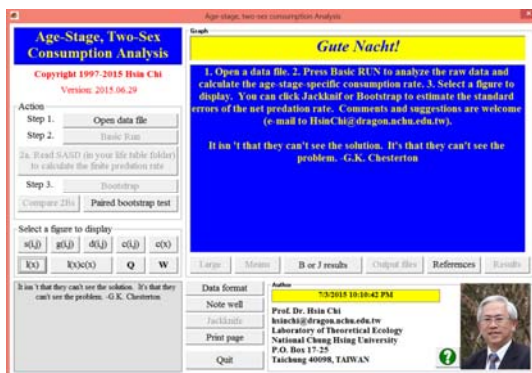 Age-stage, two-sex consumption Analysis
Age-Stage, Two-Sex
Consumption Analysis
Copyright 1997-2015 Hsin Chi
Version: 2015.06.29
Action
Step 1.
Open data file
Step 2.
Basic Run
2a. Read SASD (in your life table folder)
to calculate the finite predation rate
Step 3.
Bootstrap
Compare 2Bs
Paired bootstrap test
Select a figure to display
s(i,j)
g(i,j)
d(i,j)
c(i,j)
c(x)
l(x)
l(x)c(x)
Q
W
It isn 't that they can't see the solution. It's that they
can't see the problem. -G.K. Chesterton
Graph
Gute Nacht!
1. Open a data file. 2. Press Basic RUN to analyze the raw data and
calculate the age-stage-specific consumption rate. 3. Select a figure to
display. You can click Jackknif or Bootstrap to estimate the standard
errors of the net predation rate. Comments and suggestions are welcome
(e-mail to HsinChi@dragon.nchu.edu.tw).
It isn 't that they can't see the solution. It's that they can't see the
problem. -G.K. Chesterton
Large
Means
B or J results
Output files
References
Results
Data format
Note well
Jackknife
Print page
Quit
Author
7/3/2015 10:10:42 PM
Prof. Dr. Hsin Chi
hsinchi@dragon.nchu.edu.tw
Laboratory of Theoretical Ecology
National Chung Hsing University
P.O. Box 17-25
Taichung 40098, TAIWAN
?